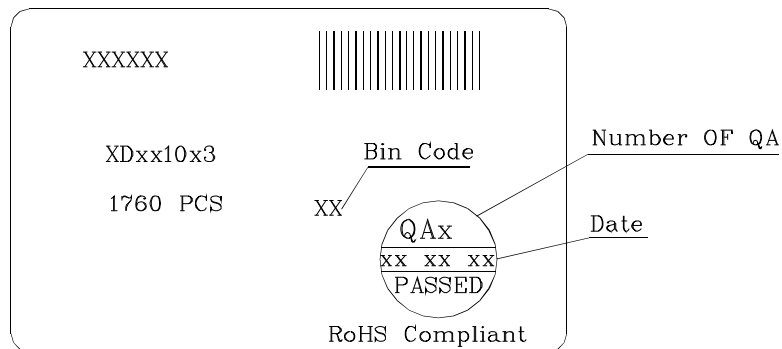 XXXXXX
Number OF QA
XDxx10x3
Bin Code
1760 PCS
XX
QAx
Date
xx xx xx
PASSED
RoHS Compliant